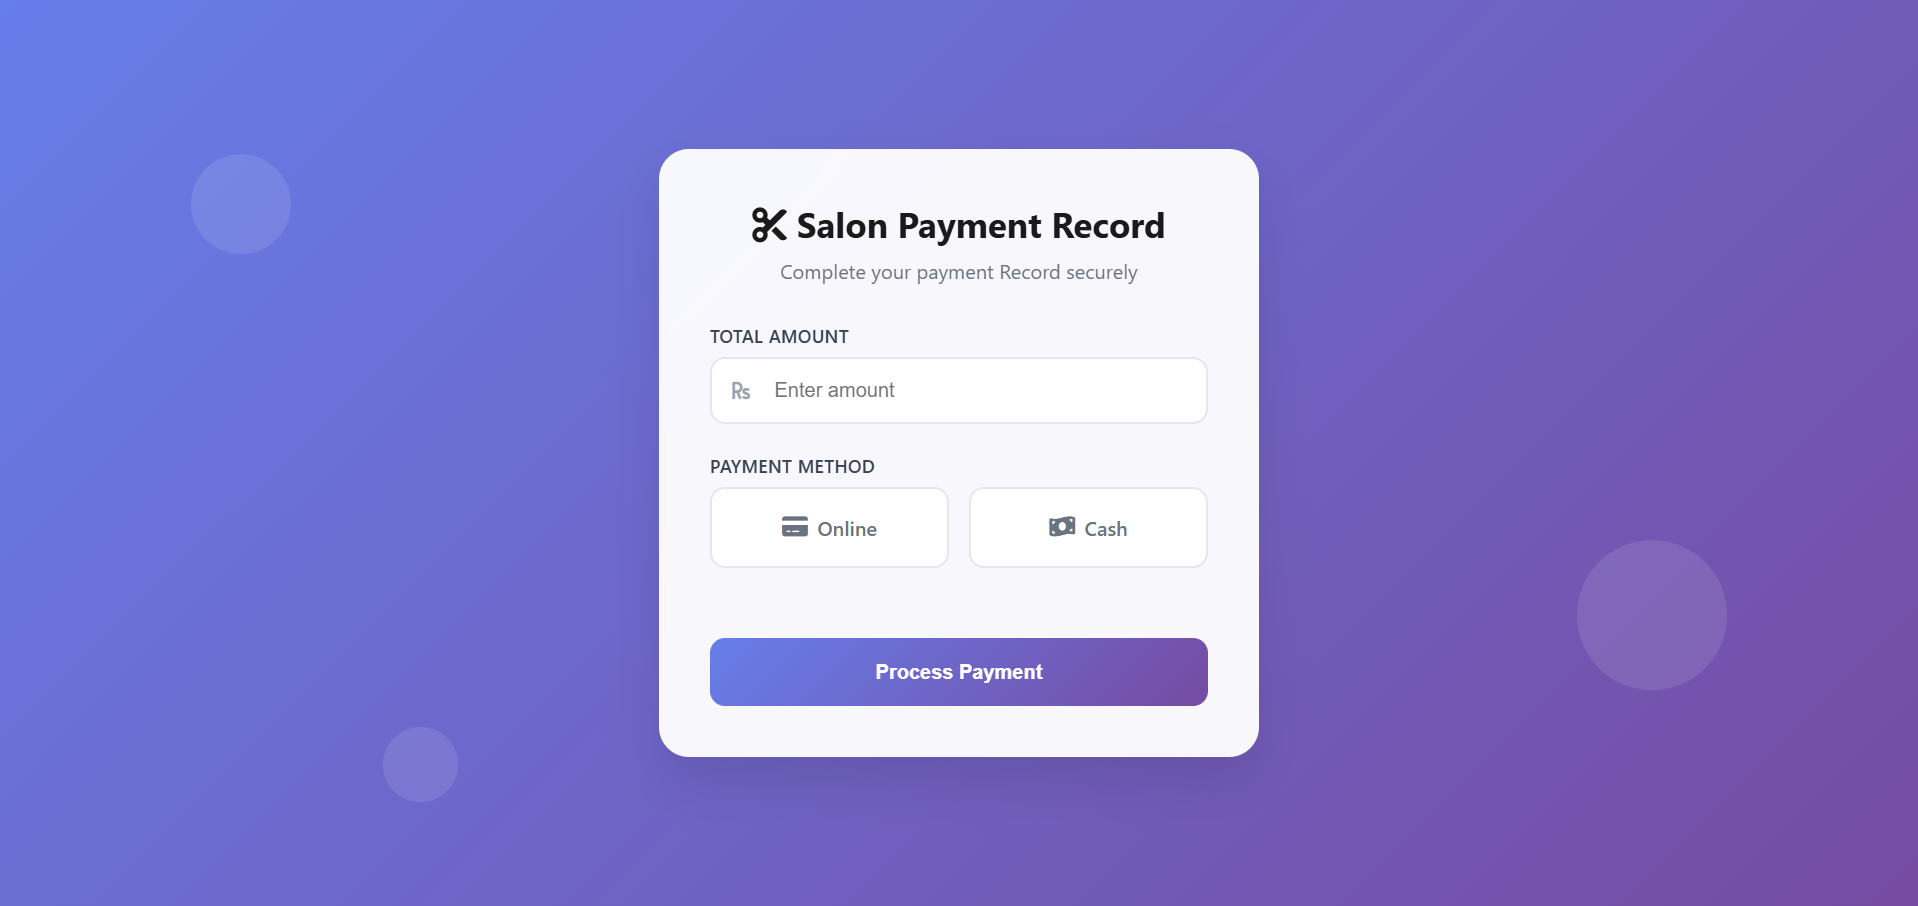 Salon Payment Record
Complete your payment Record securely
TOTAL AMOUNT
Rs Enter amount
PAYMENT METHOD
Online
Cash
Process Payment